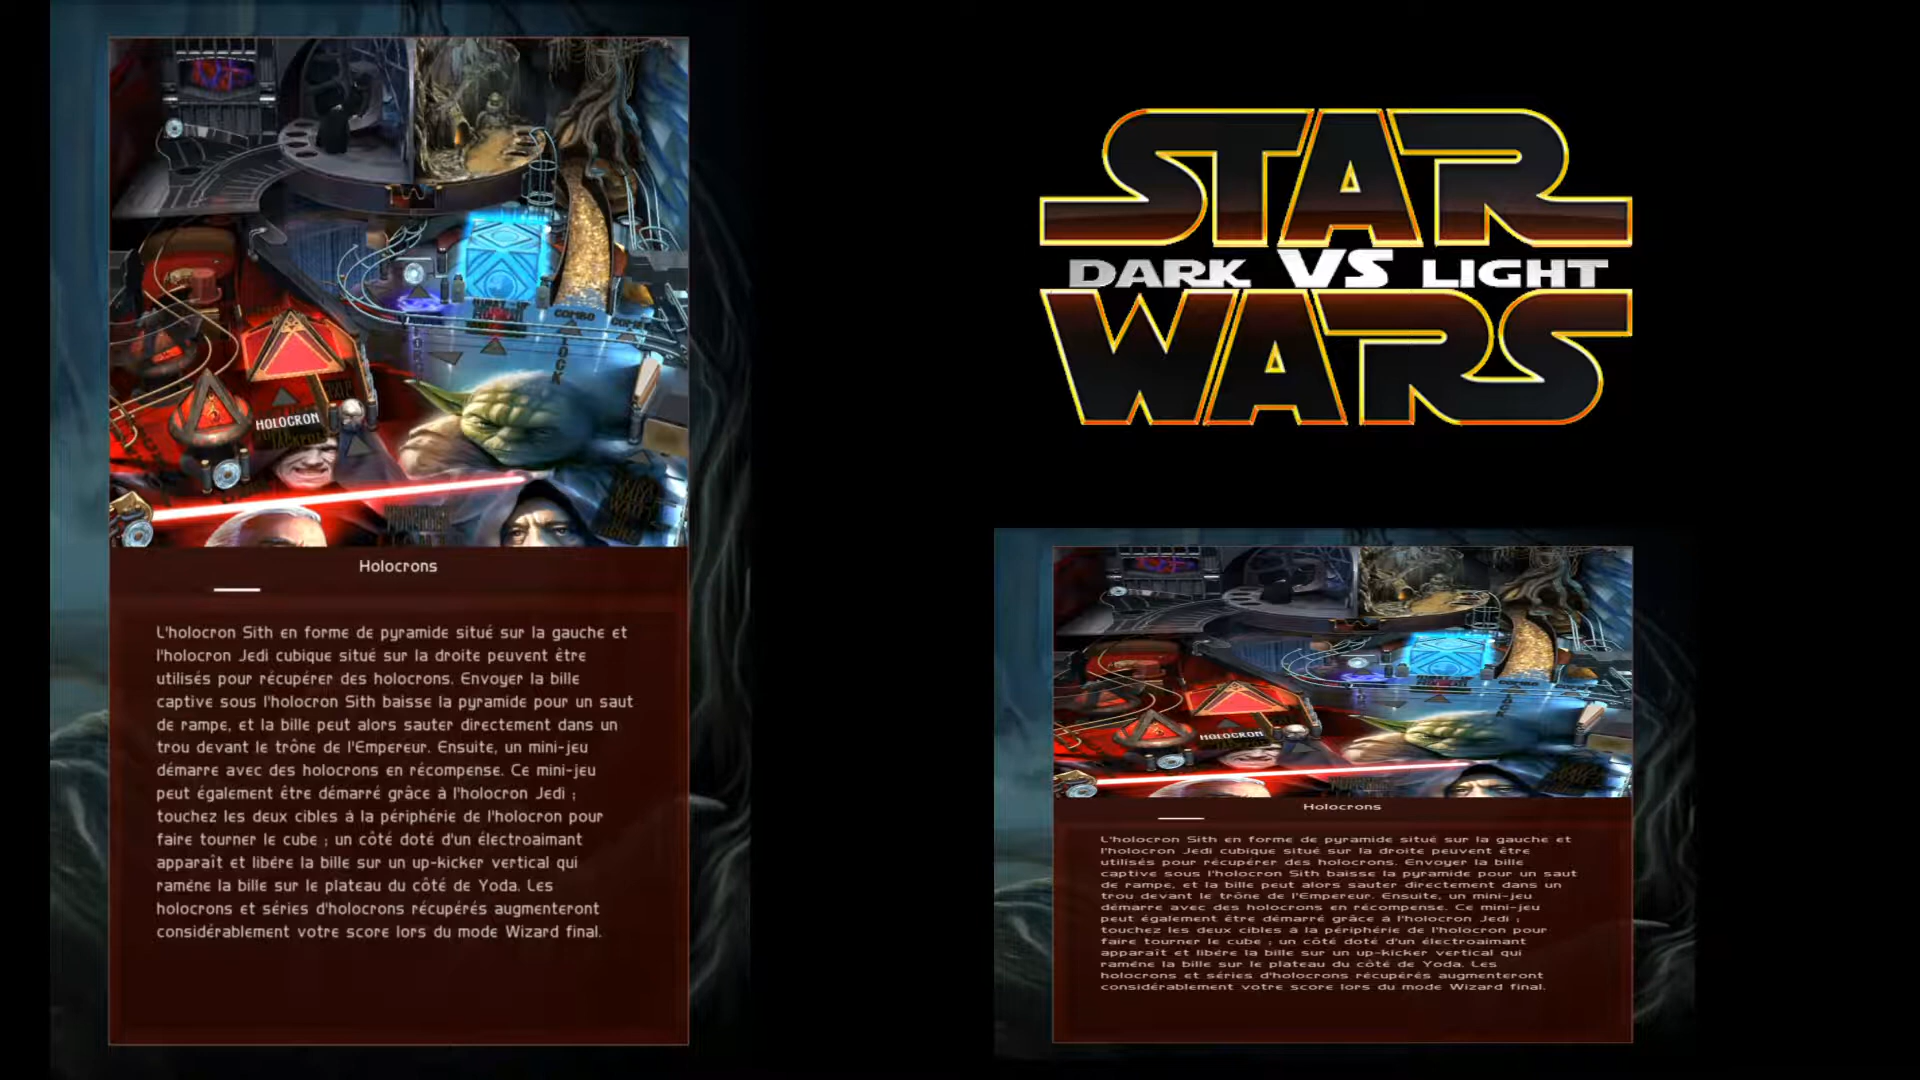 HOLOCRON
COMBO
LOCK
Holocrons
L'holocron Sith en forme de pyramide situé sur la gauche et
l'holocron Jedi cubique situé sur la droite peuvent être
utilisés pour récupérer des holocrons. Envoyer la bille
captive sous l'holocron Sith baisse la pyramide pour un saut
de rampe, et la bille peut alors sauter directement dans un
trou devant le trône de l'Empereur. Ensuite, un mini-jeu
démarre avec des holocrons en récompense. Ce mini-jeu
peut également être démarré grâce à l'holocron Jedi ;
touchez les deux cibles à la périphérie de l'holocron pour
faire tourner le cube ; un côté doté d'un électroaimant
apparaît et libère la bille sur un up-kicker vertical qui
ramène la bille sur le plateau du côté de Yoda. Les
holocrons et séries d'holocrons récupérés augmenteront
considérablement votre score lors du mode Wizard final.
STAR
DARK VS LIGHT
WARS
HOLOCRON
Holocrons
L'holocron Sith en forme de pyramide situé sur la gauche et
l'holocron Jedi cubique situé sur la droite peuvent être
utilisés pour récupérer des holocrons. Envoyer la bille
captive sous l'holocron Sith baisse la pyramide pour un saut
de rampe, et la bille peut alors sauter directement dans un
trou devant le trône de l'Empereur. Ensuite, un mini-jeu
démarre avec des holocrons en récompense. Ce mini-jeu
peut également être démarré grâce à l'holocron Jedi ;
touchez les deux cibles à la périphérie de l'holocron pour
faire tourner le cube ; un côté doté d'un électroaimant
apparaît et libère la bille sur un up-kicker vertical qui
ramène la bille sur le plateau du côté de Yoda. Les
holocrons et séries d'holocrons récupérés augmenteront
considérablement votre score lors du mode Wizard final.